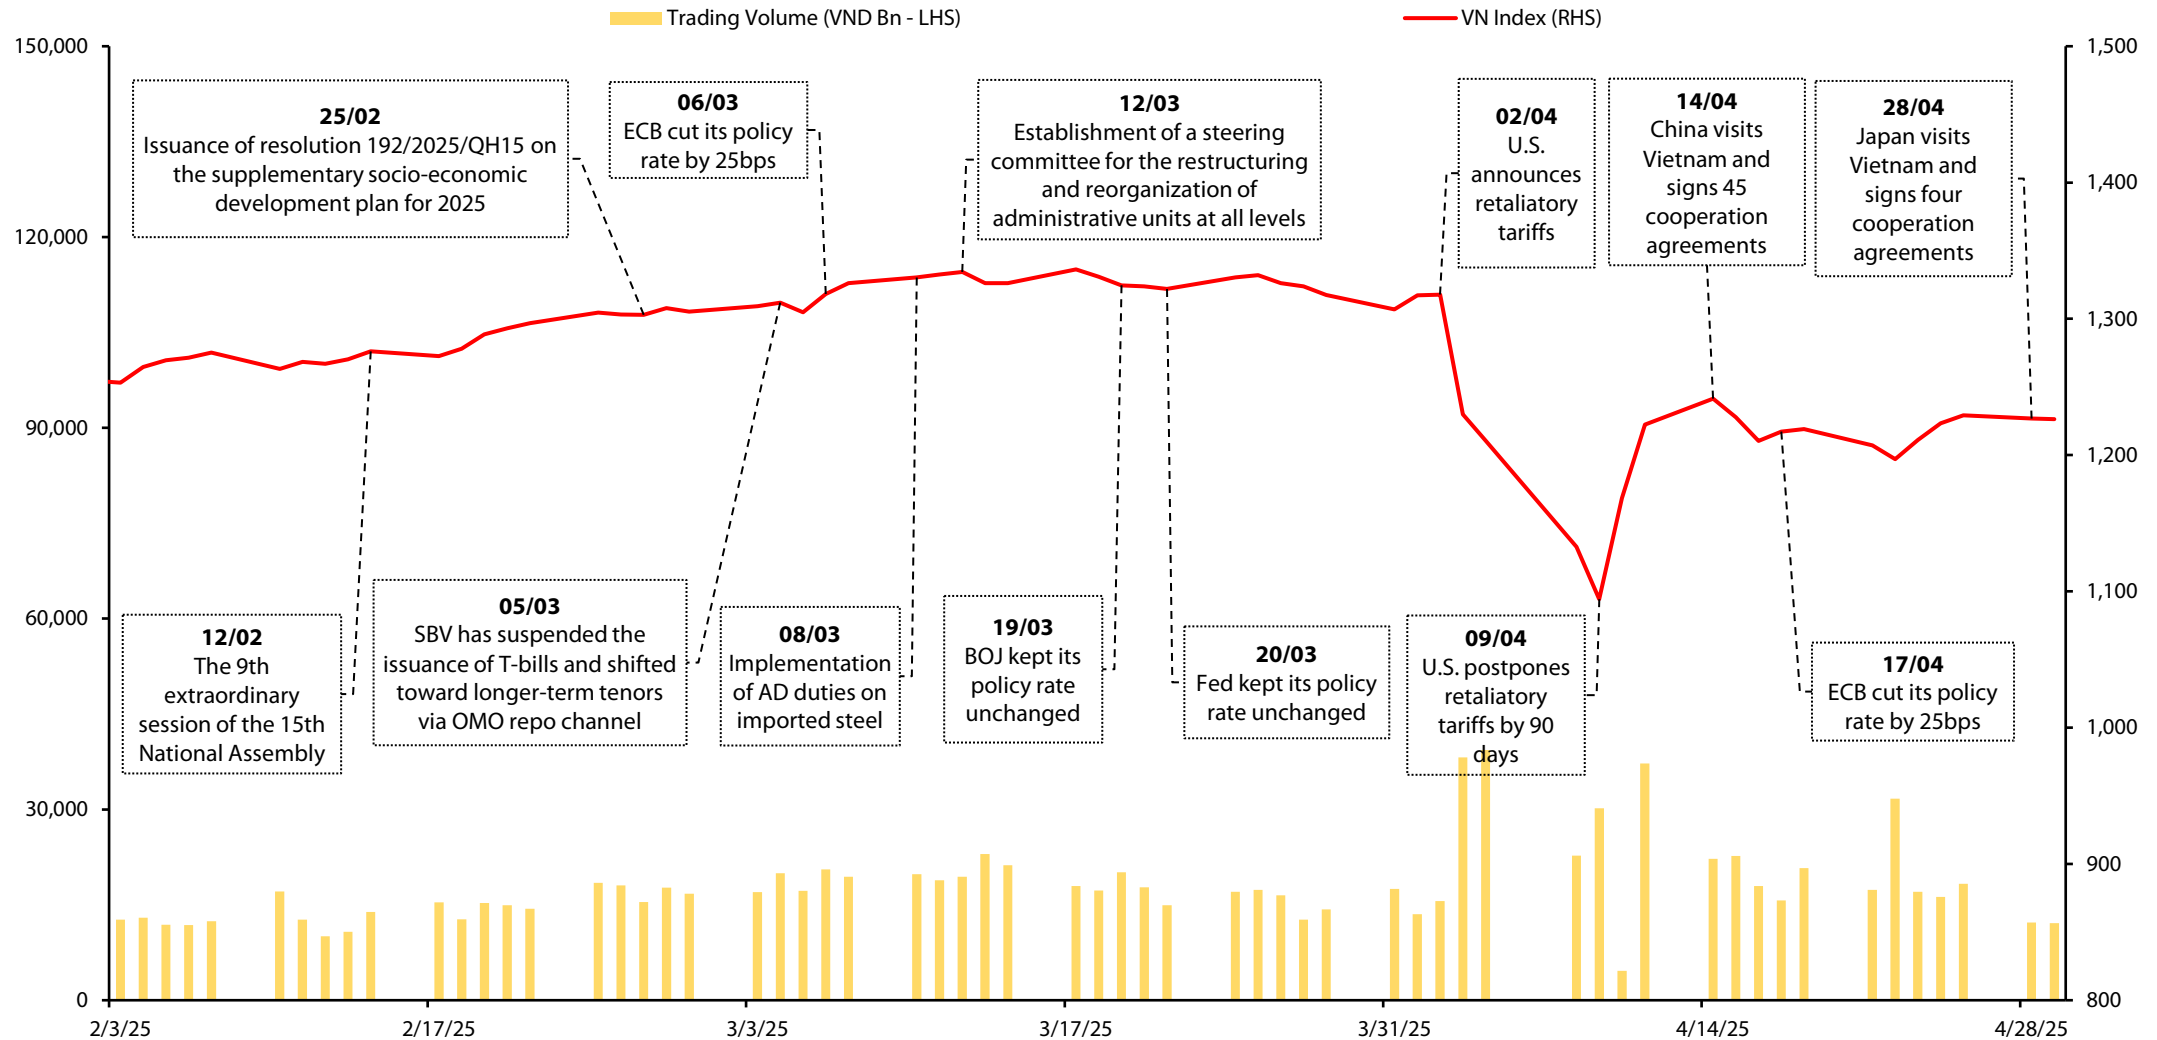 Trading Volume (VND Bn - LHS)
VN Index (RHS)
150,000
120,000
90,000
60,000
30,000
0
1,500
1,400
1,300
1,200
1,100
1,000
900
800
25/02
Issuance of resolution 192/2025/QH15 on
the supplementary socio-economic
development plan for 2025
06/03
ECB cut its policy
rate by 25bps
12/03
Establishment of a steering
committee for the restructuring
and reorganization of
administrative units at all levels
02/04
U.S.
announces
retaliatory
tariffs
14/04
China visits
Vietnam and
signs 45
cooperation
agreements
28/04
Japan visits
Vietnam and
signs four
cooperation
agreements
12/02
The 9th
extraordinary
session of the 15th
National Assembly
05/03
SBV has suspended the
issuance of T-bills and shifted
toward longer-term tenors
via OMO repo channel
08/03
Implementation
of AD duties on
imported steel
19/03
BOJ kept its
policy rate
unchanged
20/03
Fed kept its policy
rate unchanged
09/04
U.S. postpones
retaliatory
tariffs by 90
days
17/04
ECB cut its policy
rate by 25bps
2/3/25
2/17/25
3/3/25
3/17/25
3/31/25
4/14/25
4/28/25